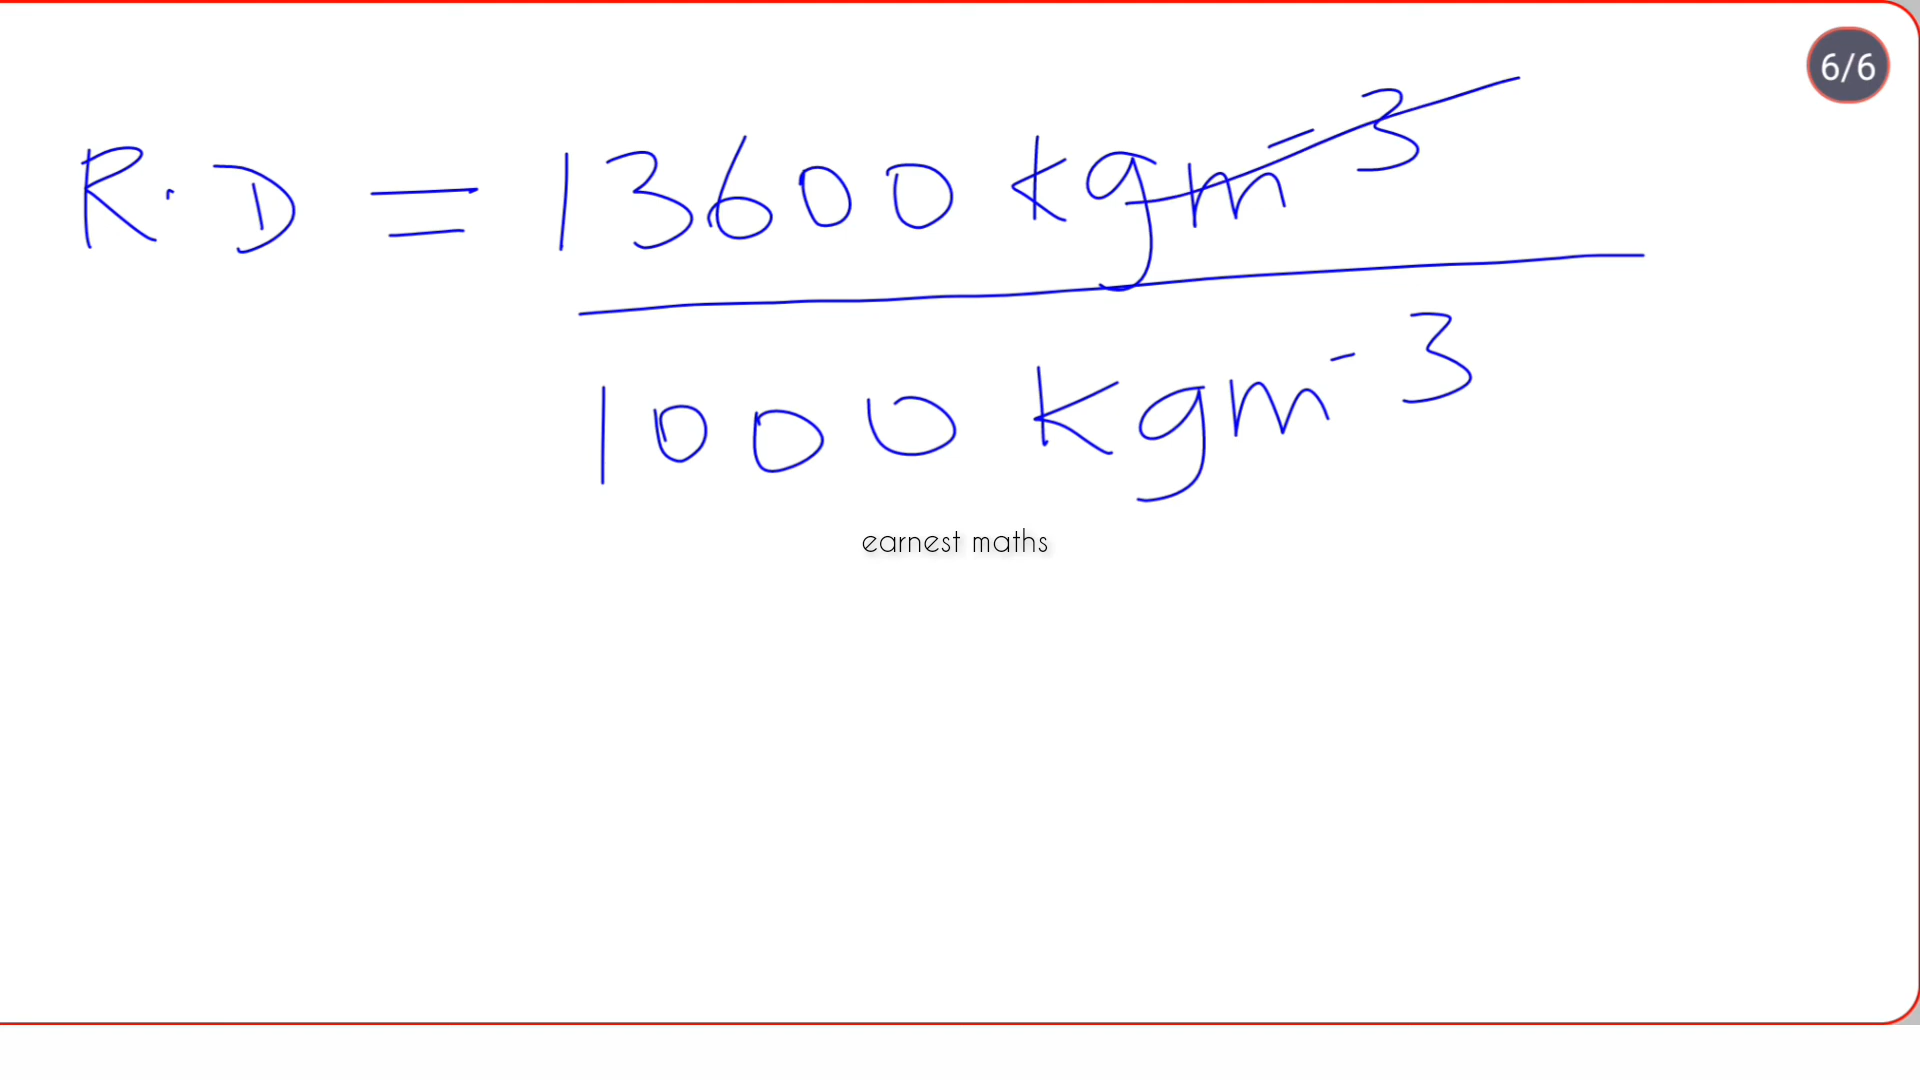 6/6
R.D = 13600 kgm⁻³
1000 kgm⁻³
earnest maths